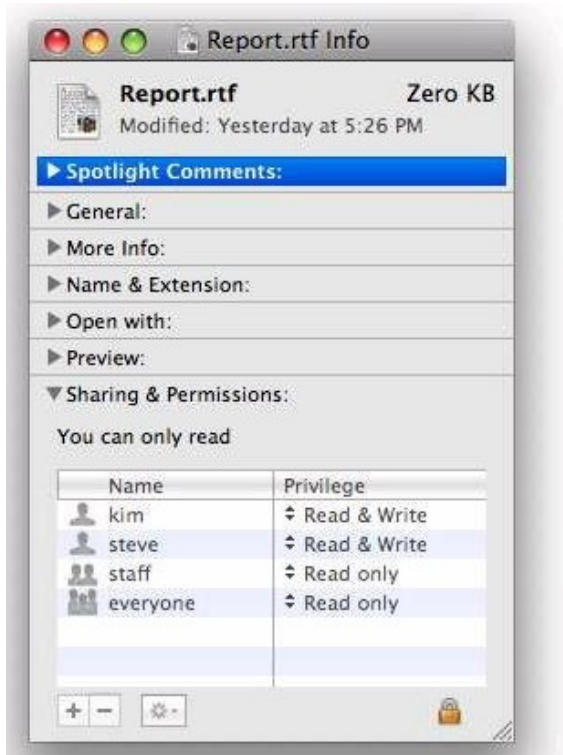 Report.rtf Info
Report.rtf Zero KB
Modified: Yesterday at 5:26 PM
Spotlight Comments:
General:
More Info:
Name & Extension:
Open with:
Preview:
Sharing & Permissions:
You can only read
Name Privilege
kim Read & Write
steve Read & Write
staff Read only
everyone Read only